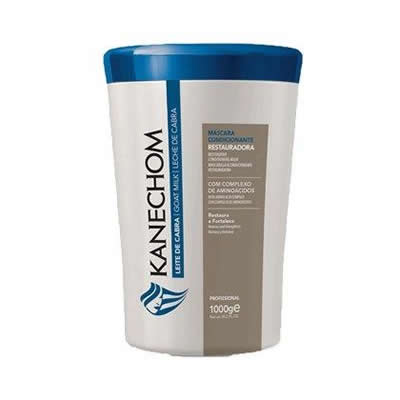 KANECHOM
LEITE DE CABRA | GOAT MILK | LECHE DE CABRA
MÁSCARA
CONDICIONANTE
RESTAURADORA
RESTAURADORA
COM COMPLEXO
DE AMINOÁCIDOS
Restaura
e Fortalece
PROFISSIONAL
1000g℮